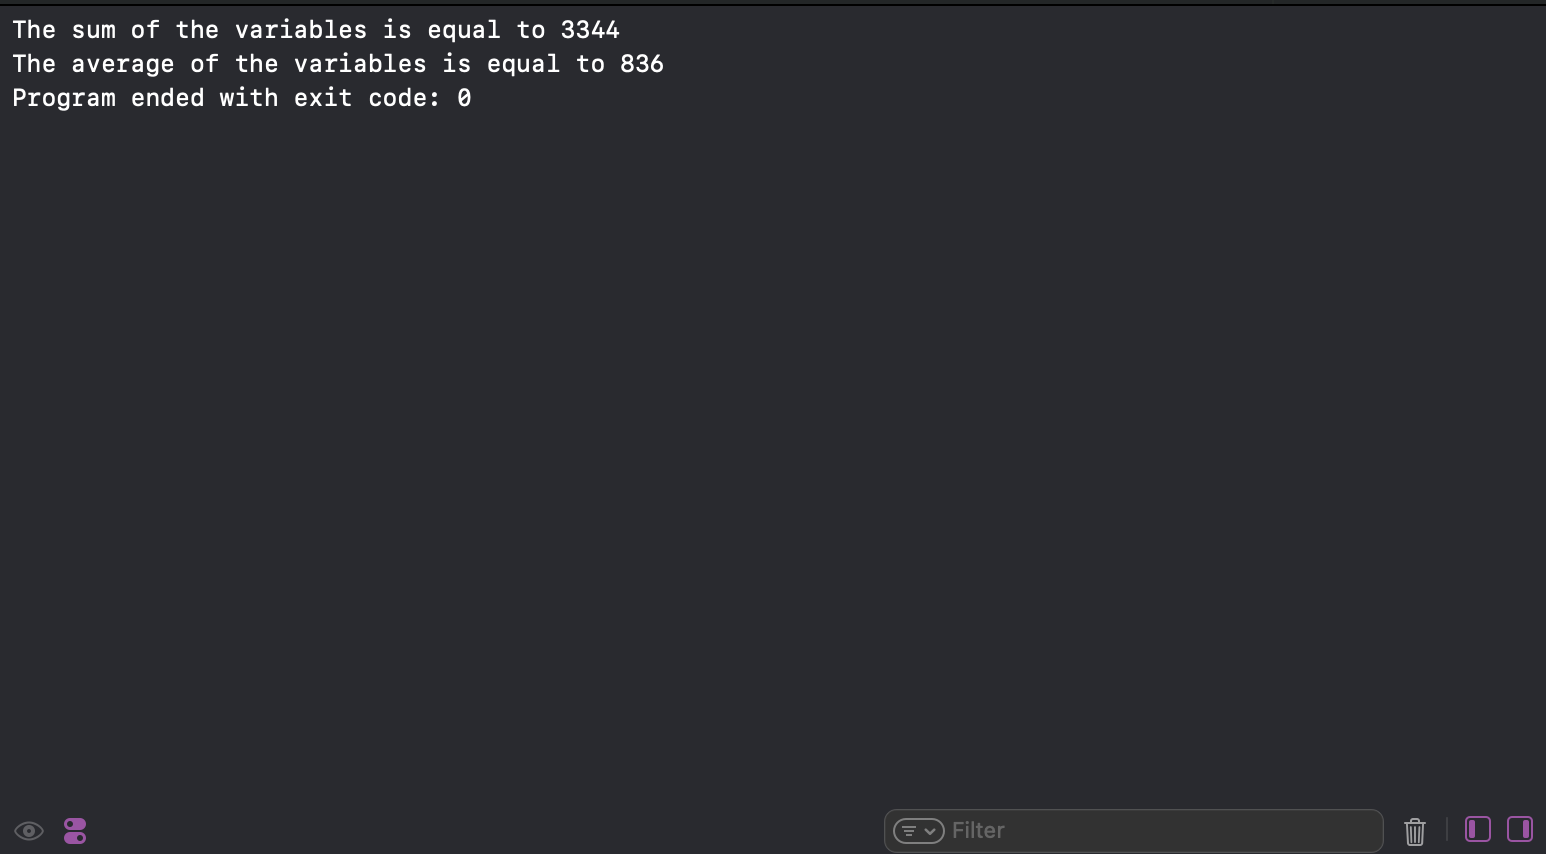 The sum of the variables is equal to 3344
The average of the variables is equal to 836
Program ended with exit code: 0
Filter